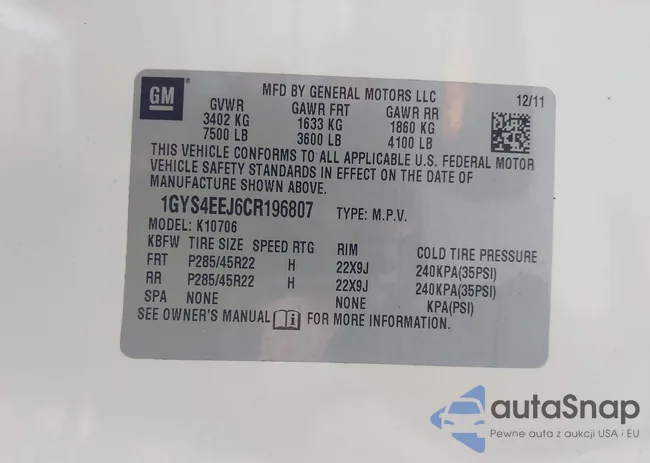 GM
MFD BY GENERAL MOTORS LLC
12/11
GVWR GAWR FRT GAWR RR
3402 KG 1633 KG 1860 KG
7500 LB 3600 LB 4100 LB
THIS VEHICLE CONFORMS TO ALL APPLICABLE U.S. FEDERAL MOTOR
VEHICLE SAFETY STANDARDS IN EFFECT ON THE DATE OF
MANUFACTURE SHOWN ABOVE.
1GYS4EEJ6CR196807 TYPE: M.P.V.
MODEL: K10706
KBFW TIRE SIZE SPEED RTG RIM COLD TIRE PRESSURE
FRT P285/45R22 H 22X9J 240KPA(35PSI)
RR P285/45R22 H 22X9J 240KPA(35PSI)
SPA NONE NONE KPA(PSI)
SEE OWNER'S MANUAL FOR MORE INFORMATION.
autaSnap
Pewne auta z aukcji USA i EU